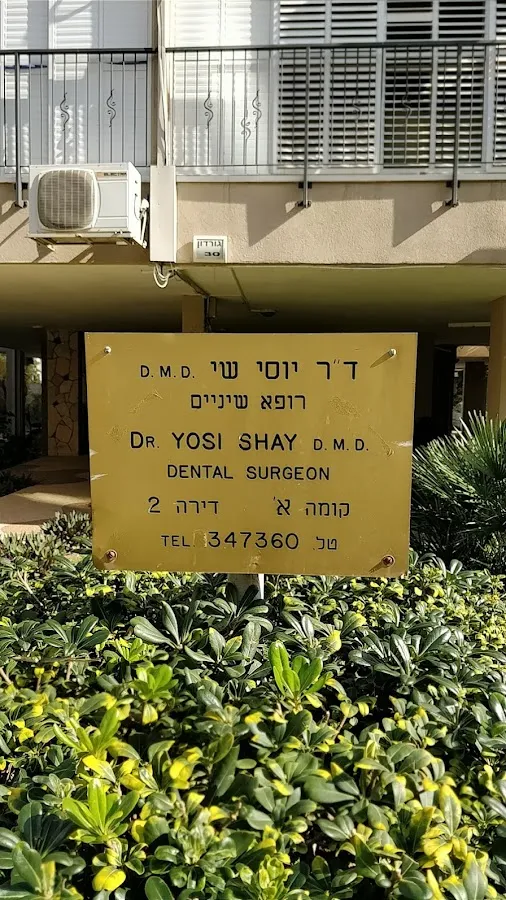 גורדון
30
ד"ר יוסי שי D.M.D.
רופא שיניים
DR. YOSI SHAY D.M.D.
DENTAL SURGEON
קומה א' דירה 2
TEL. 347360 טל.